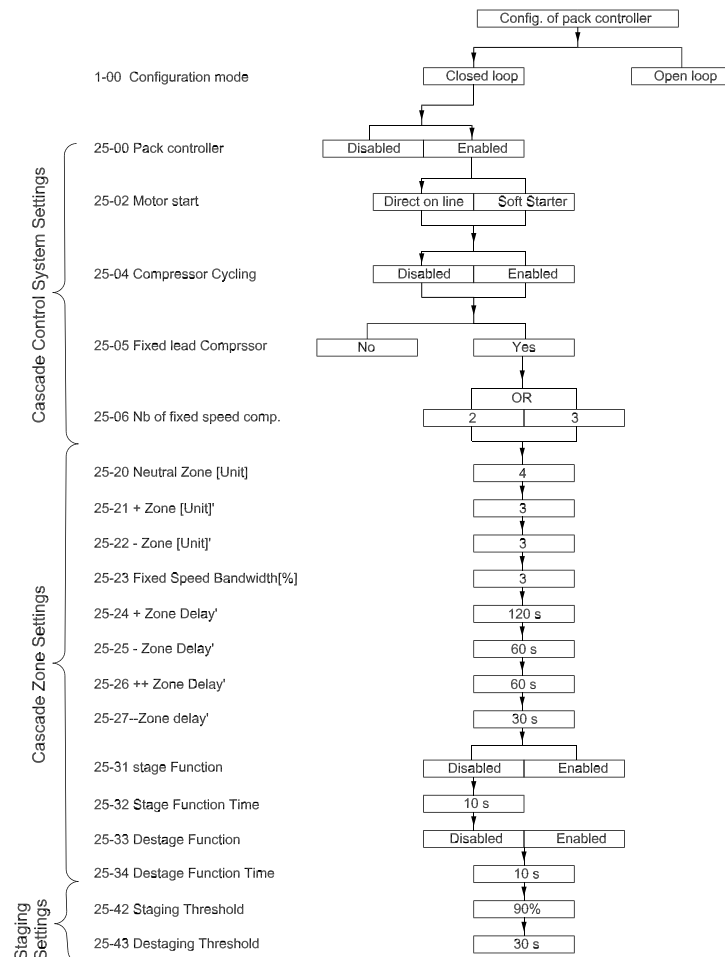 Config. of pack controller
1-00 Configuration mode
Closed loop
Open loop
25-00 Pack controller
Disabled
Enabled
25-02 Motor start
Direct on line
Soft Starter
25-04 Compressor Cycling
Disabled
Enabled
25-05 Fixed lead Comprssor
No
Yes
OR
25-06 Nb of fixed speed comp.
2
3
25-20 Neutral Zone [Unit]
4
25-21 + Zone [Unit]'
3
25-22 - Zone [Unit]'
3
25-23 Fixed Speed Bandwidth[%]
3
25-24 + Zone Delay'
120 s
25-25 - Zone Delay'
60 s
25-26 ++ Zone Delay'
60 s
25-27--Zone delay'
30 s
25-31 stage Function
Disabled
Enabled
25-32 Stage Function Time
10 s
25-33 Destage Function
Disabled
Enabled
25-34 Destage Function Time
10 s
25-42 Staging Threshold
90%
25-43 Destaging Threshold
30 s
Cascade Control System Settings
Cascade Zone Settings
Staging
Settings